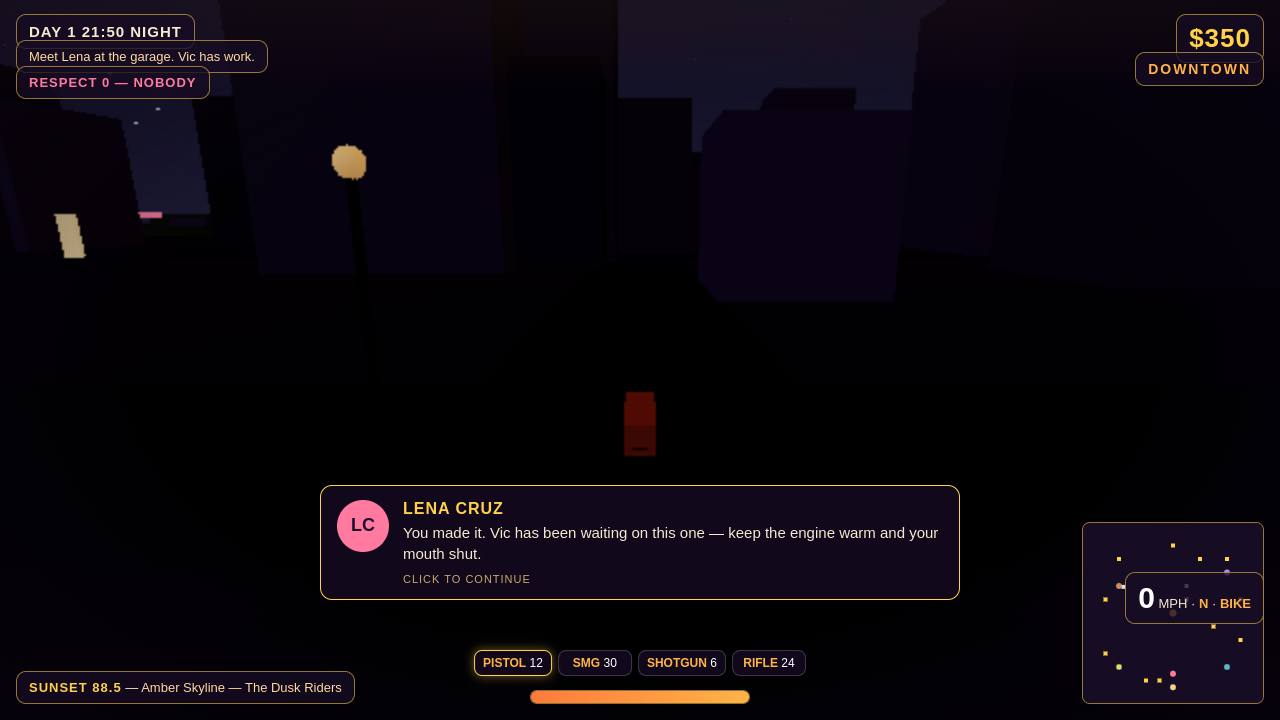 DAY 1 21:50 NIGHT
Meet Lena at the garage. Vic has work.
RESPECT 0 — NOBODY
$350
DOWNTOWN
LC
LENA CRUZ
You made it. Vic has been waiting on this one — keep the engine warm and your
mouth shut.
CLICK TO CONTINUE
0 MPH · N · BIKE
PISTOL 12
SMG 30
SHOTGUN 6
RIFLE 24
SUNSET 88.5 — Amber Skyline — The Dusk Riders